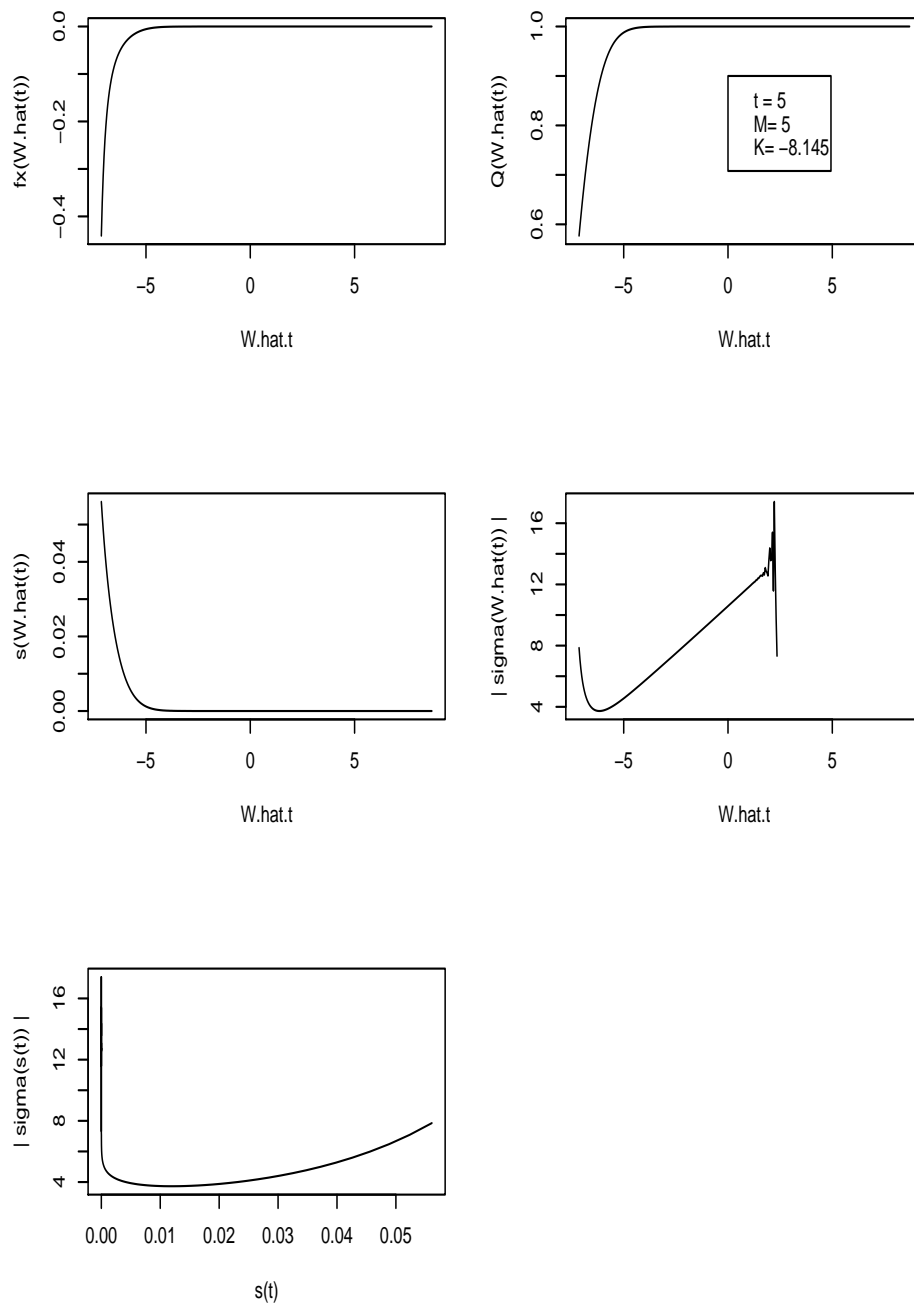 fx(W.hat(t))
0.0
−0.2
−0.4
−5 0 5
W.hat.t
Q(W.hat(t))
1.0
0.8
0.6
t = 5
M= 5
K= −8.145
−5 0 5
W.hat.t
s(W.hat(t))
0.04
0.02
0.00
−5 0 5
W.hat.t
| sigma(W.hat(t)) |
16
12
8
4
−5 0 5
W.hat.t
| sigma(s(t)) |
16
12
8
4
0.00 0.01 0.02 0.03 0.04 0.05
s(t)